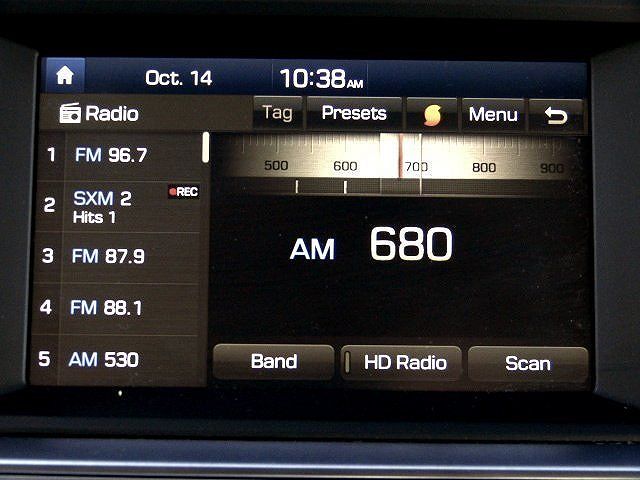 Oct. 14 10:38 AM
Radio Tag Presets Menu
500 600 700 800 900
1 FM 96.7
2 SXM 2 REC
Hits 1
3 FM 87.9
4 FM 88.1
5 AM 530
AM 680
Band HD Radio Scan